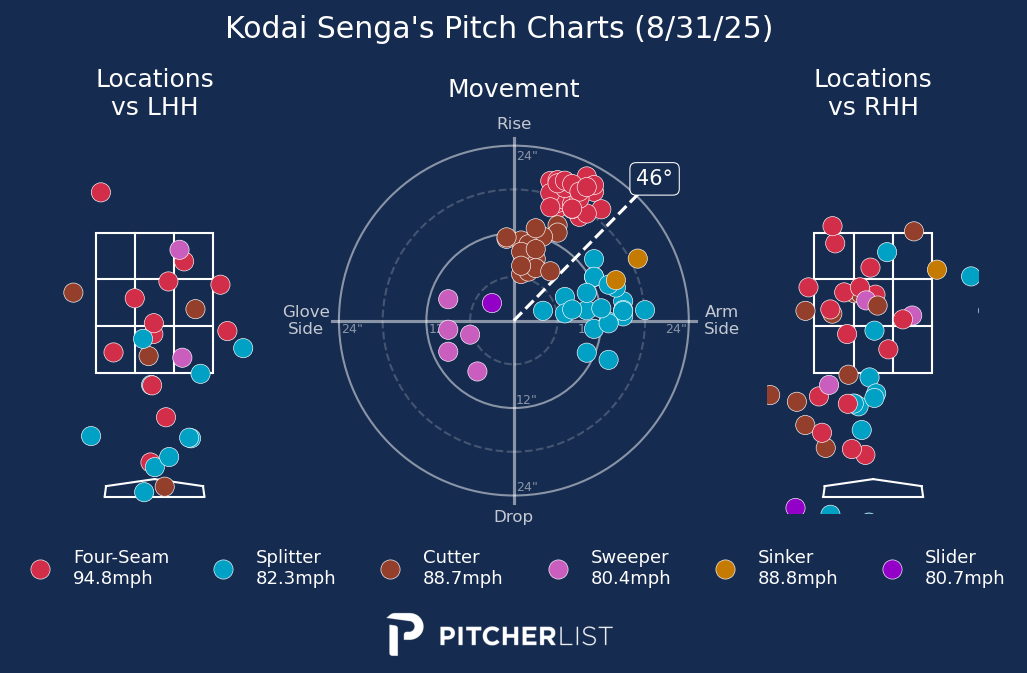 Kodai Senga's Pitch Charts (8/31/25)
Locations
vs LHH
Movement
Locations
vs RHH
Rise
24"
46°
Glove
Side
24"
Arm
Side
24"
12"
24"
Drop
Four-Seam
94.8mph
Splitter
82.3mph
Cutter
88.7mph
Sweeper
80.4mph
Sinker
88.8mph
Slider
80.7mph
PITCHERLIST